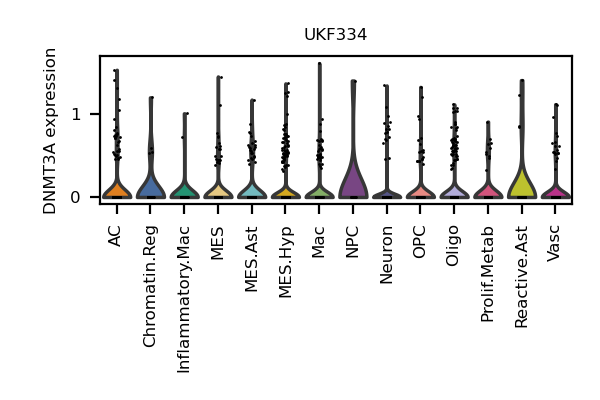 UKF334
DNMT3A expression
1
0
AC
Chromatin.Reg
Inflammatory.Mac
MES
MES.Ast
MES.Hyp
Mac
NPC
Neuron
OPC
Oligo
Prolif.Metab
Reactive.Ast
Vasc